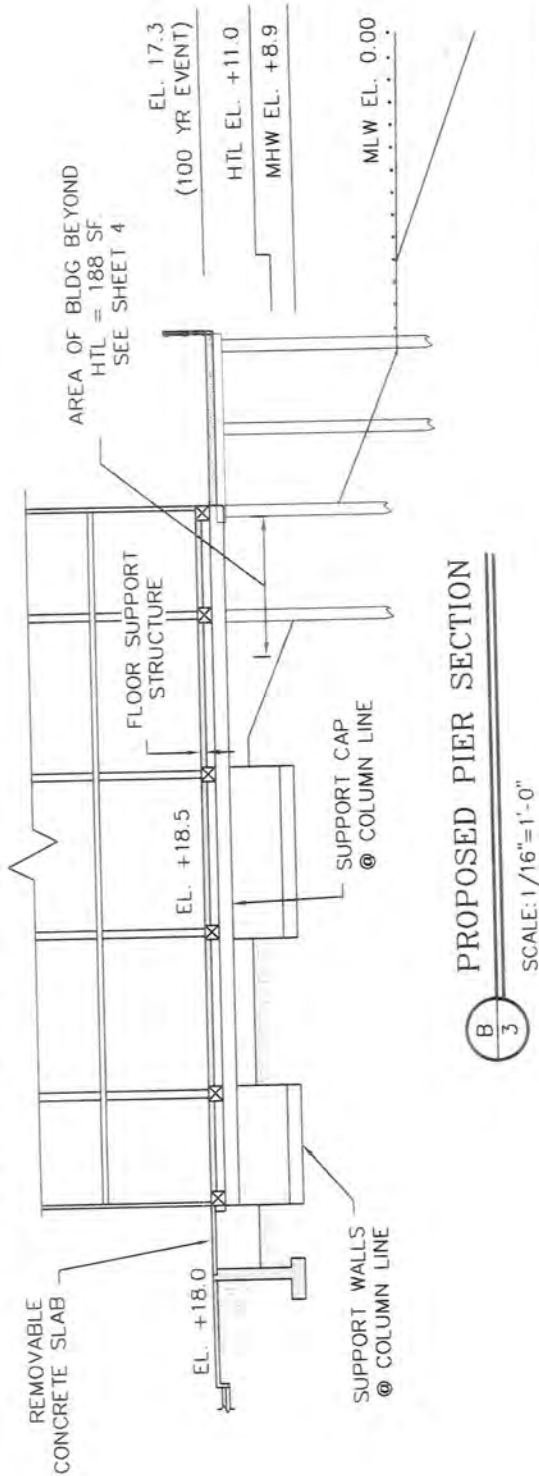 REMOVABLE
CONCRETE SLAB
AREA OF BLDG BEYOND
HTL = 188 SF.
SEE SHEET 4
EL. 17.3
(100 YR EVENT)
HTL EL. +11.0
MHW EL. +8.9
MLW EL. 0.00
FLOOR SUPPORT
STRUCTURE
EL. +18.0
EL. +18.5
SUPPORT WALLS
@ COLUMN LINE
SUPPORT CAP
@ COLUMN LINE
B
3
PROPOSED PIER SECTION
SCALE: 1/16"=1'-0"